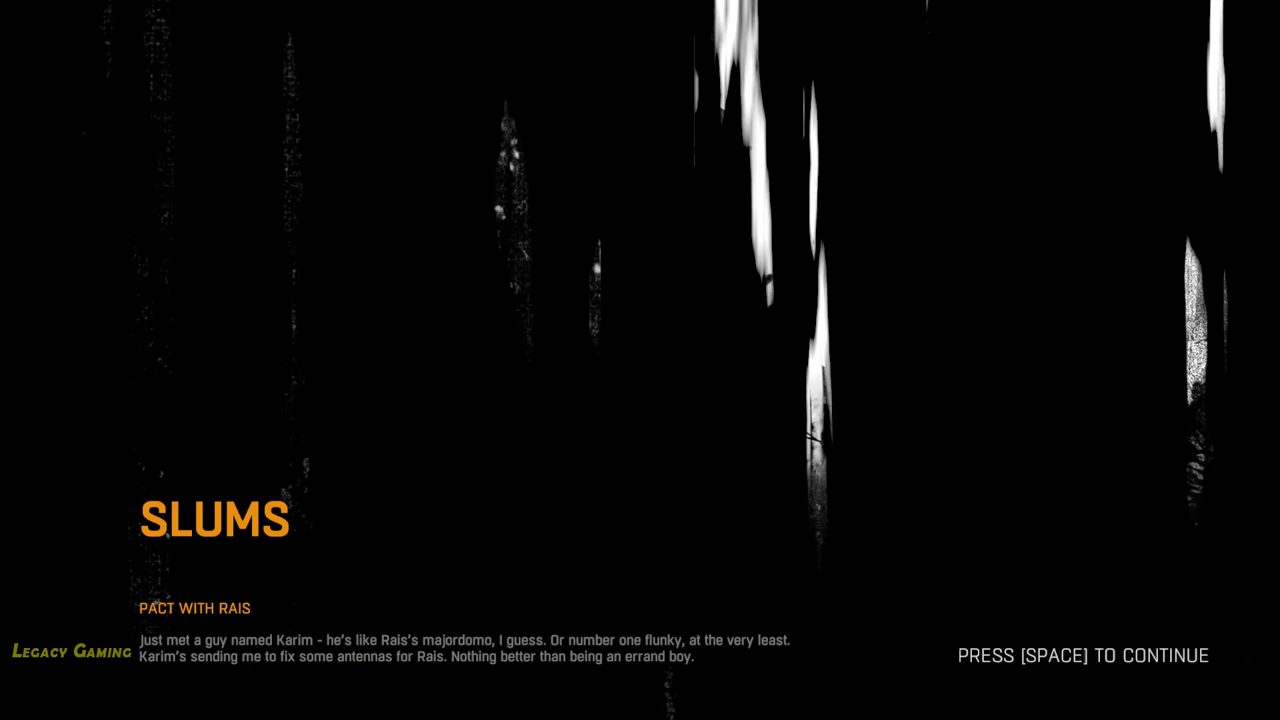 SLUMS
PACT WITH RAIS
Just met a guy named Karim - he's like Rais's majordomo, I guess. Or number one flunky, at the very least.
Karim's sending me to fix some antennas for Rais. Nothing better than being an errand boy.
Legacy Gaming
PRESS [SPACE] TO CONTINUE